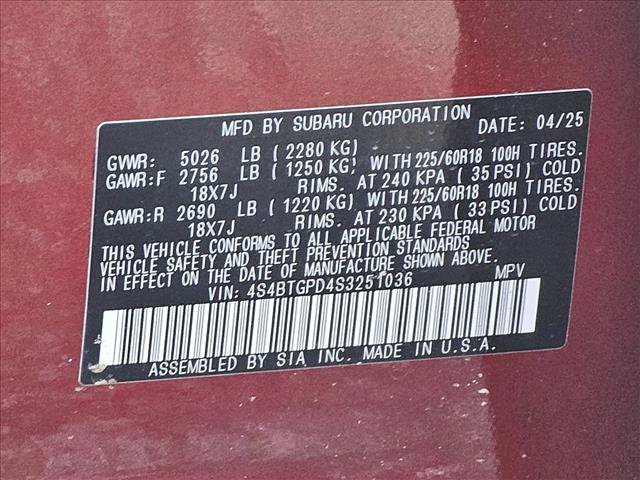 MFD BY SUBARU CORPORATION DATE: 04/25
GVWR: 5026 LB ( 2280 KG)
GAWR:F 2756 LB ( 1250 KG), WITH 225/60R18 100H TIRES.
18X7J RIMS. AT 240 KPA ( 35 PSI) COLD
GAWR:R 2690 LB ( 1220 KG) WITH 225/60R18 100H TIRES.
18X7J RIMS. AT 230 KPA ( 33 PSI) COLD
THIS VEHICLE CONFORMS TO ALL APPLICABLE FEDERAL MOTOR
VEHICLE SAFETY AND THEFT PREVENTION STANDARDS
IN EFFECT ON THE DATE OF MANUFACTURE SHOWN ABOVE.
VIN: 4S4BTGPD4S3251036 MPV
ASSEMBLED BY SIA INC. MADE IN U.S.A.